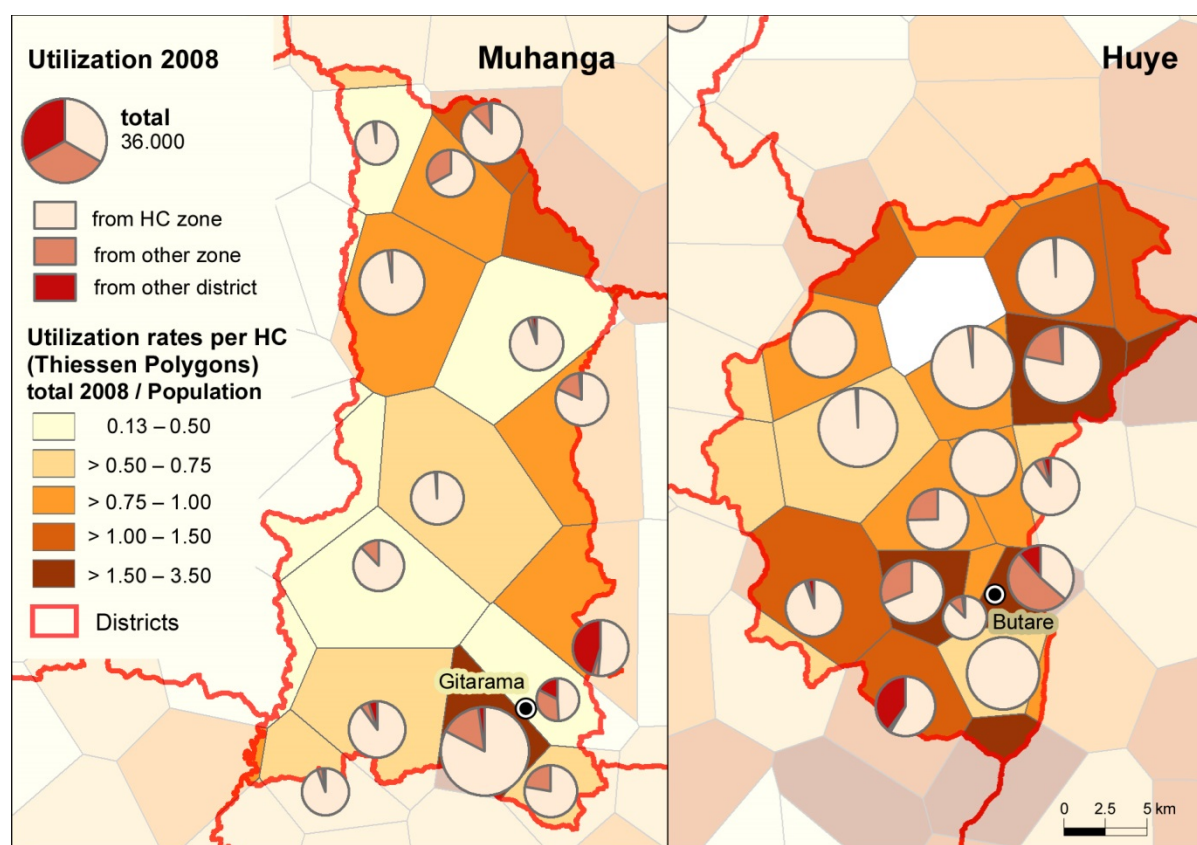 Utilization 2008
total
36.000
from HC zone
from other zone
from other district
Utilization rates per HC
(Thiessen Polygons)
total 2008 / Population
0.13 – 0.50
> 0.50 – 0.75
> 0.75 – 1.00
> 1.00 – 1.50
> 1.50 – 3.50
Districts
Muhanga
Gitarama
Huye
Butare
0 2.5 5 km